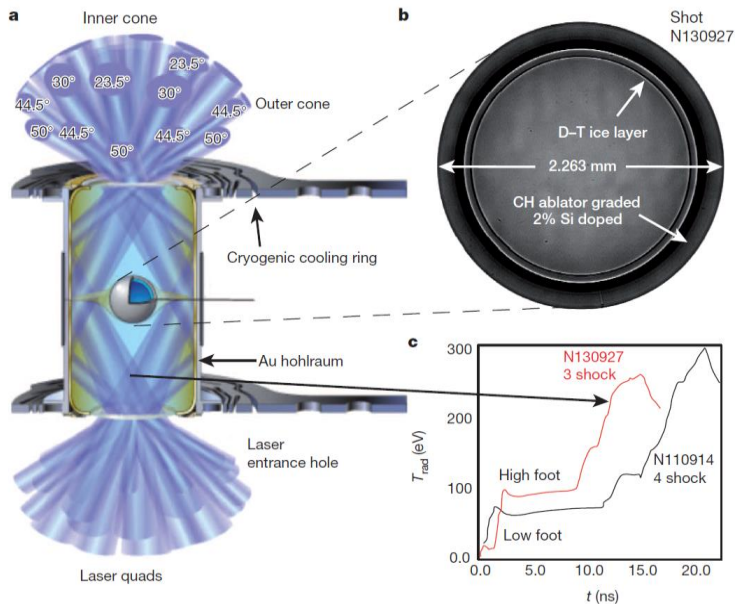 a
Inner cone
23.5°
30°
23.5°
30°
44.5°
44.5°
Outer cone
50°
44.5°
44.5°
50°
50°
Cryogenic cooling ring
Au hohlraum
Laser
entrance hole
Laser quads
b
Shot
N130927
D–T ice layer
2.263 mm
CH ablator graded
2% Si doped
c
N130927
3 shock
N110914
4 shock
High foot
Low foot
300
200
100
0.0
T rad (eV)
0.0
5.0
10.0
15.0
20.0
t (ns)